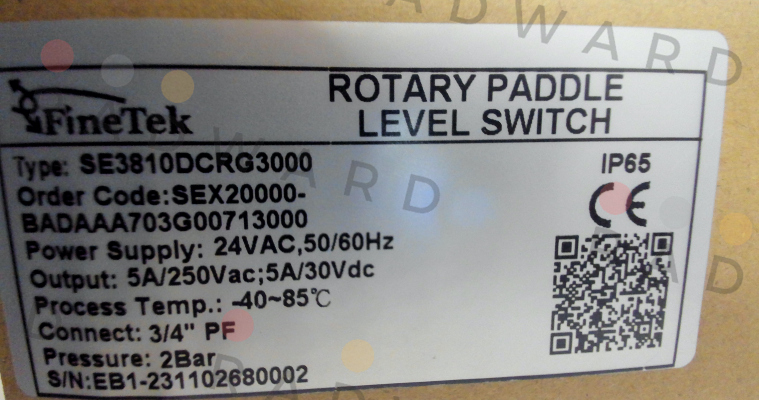 ROTARY PADDLE
LEVEL SWITCH
FineTek
Type: SE3810DCRG3000
IP65
Order Code:SEX20000-
BADAAA703G00713000
CE
Power Supply: 24VAC,50/60Hz
Output: 5A/250Vac;5A/30Vdc
Process Temp.: -40~85℃
Connect: 3/4" PF
Pressure: 2Bar
S/N:EB1-231102680002
RADWARD